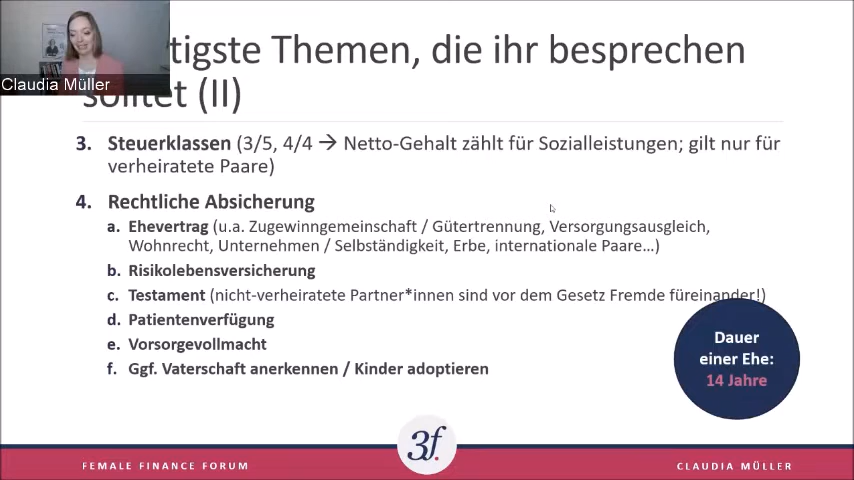 tigste Themen, die ihr besprechen
solltet (II)
Claudia Müller
3. Steuerklassen (3/5, 4/4 → Netto-Gehalt zählt für Sozialleistungen; gilt nur für
verheiratete Paare)
4. Rechtliche Absicherung
a. Ehevertrag (u.a. Zugewinngemeinschaft / Gütertrennung, Versorgungsausgleich,
Wohnrecht, Unternehmen / Selbständigkeit, Erbe, internationale Paare…)
b. Risikolebensversicherung
c. Testament (nicht-verheiratete Partner*innen sind vor dem Gesetz Fremde füreinander!)
d. Patientenverfügung
e. Vorsorgevollmacht
f. Ggf. Vaterschaft anerkennen / Kinder adoptieren
Dauer
einer Ehe:
14 Jahre
FEMALE FINANCE FORUM
3f.
CLAUDIA MÜLLER